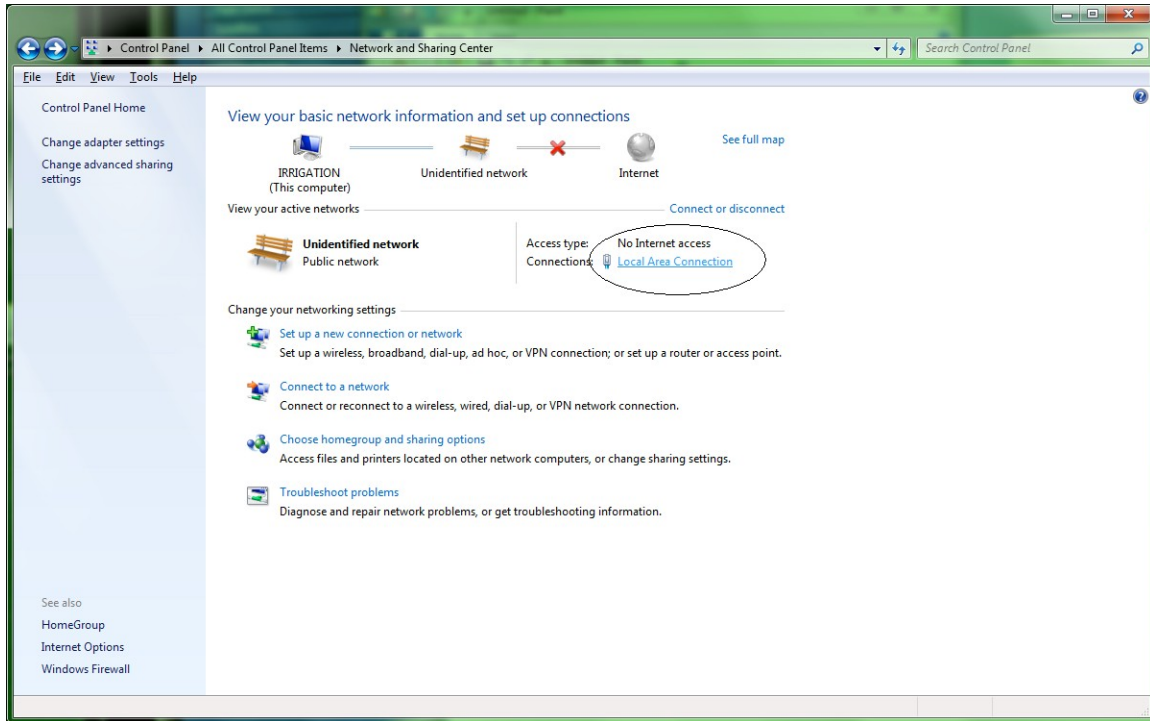 Control Panel ▸ All Control Panel Items ▸ Network and Sharing Center
Search Control Panel
File Edit View Tools Help
Control Panel Home
Change adapter settings
Change advanced sharing
settings
See also
HomeGroup
Internet Options
Windows Firewall
View your basic network information and set up connections
See full map
IRRIGATION
(This computer)
Unidentified network
Internet
View your active networks
Connect or disconnect
Unidentified network
Public network
Access type: No Internet access
Connections: Local Area Connection
Change your networking settings
Set up a new connection or network
Set up a wireless, broadband, dial-up, ad hoc, or VPN connection; or set up a router or access point.
Connect to a network
Connect or reconnect to a wireless, wired, dial-up, or VPN network connection.
Choose homegroup and sharing options
Access files and printers located on other network computers, or change sharing settings.
Troubleshoot problems
Diagnose and repair network problems, or get troubleshooting information.